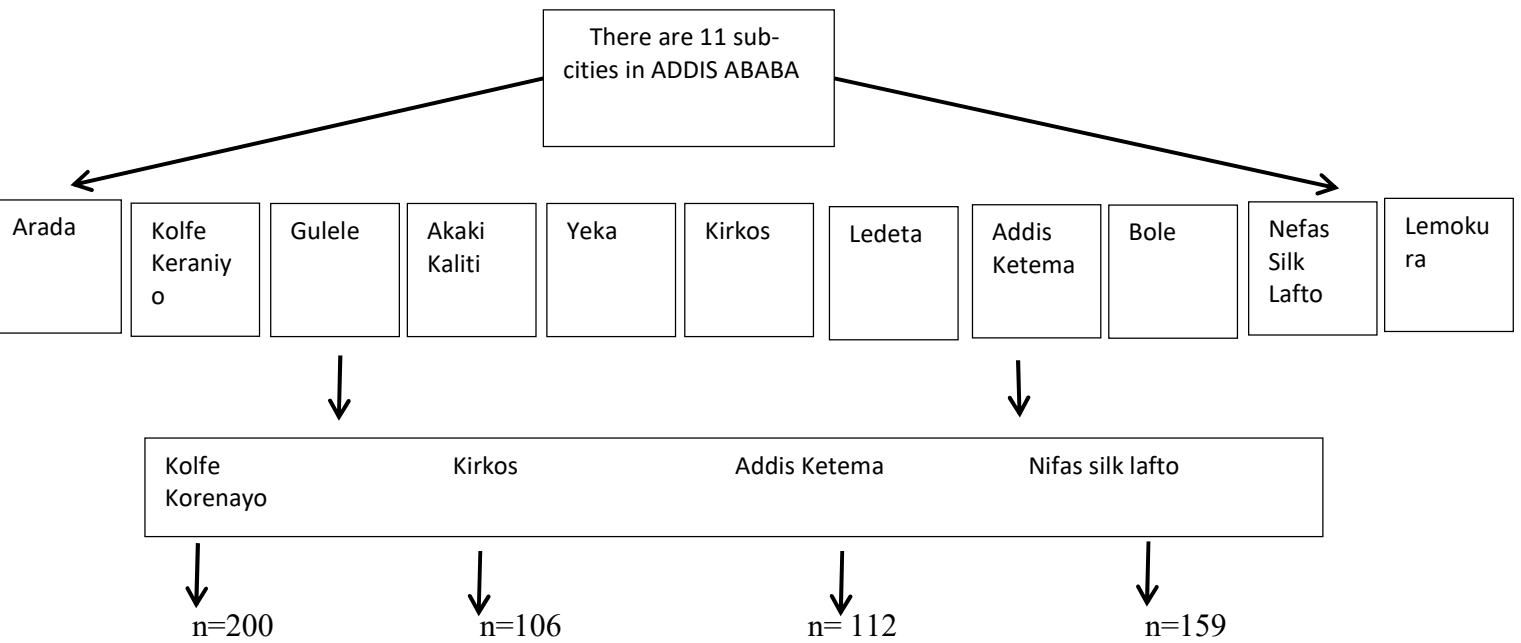 There are 11 sub-
cities in ADDIS ABABA
Arada
Kolfe
Keraniy
o
Gulele
Akaki
Kaliti
Yeka
Kirkos
Ledeta
Addis
Ketema
Bole
Nefas
Silk
Lafto
Lemoku
ra
Kolfe
Korenayo
Kirkos
Addis Ketema
Nifas silk lafto
n=200
n=106
n= 112
n=159